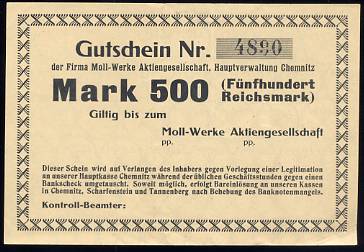 Gutschein Nr. 4890
der Firma Moll-Werke Aktiengesellschaft, Hauptverwaltung Chemnitz
Mark 500 (Fünfhundert Reichsmark)
Giltig bis zum
Moll-Werke Aktiengesellschaft
pp. pp.
Dieser Schein wird auf Verlangen des Inhabers gegen Vorlegung einer Legitimation
an unserer Hauptkasse Chemnitz während der üblichen Geschäftsstunden gegen einen
Bankscheck umgetauscht. Soweit möglich, erfolgt Bareinlösung an unseren Kassen
in Chemnitz, Scharfenstein und Tannenberg nach Behebung des Banknotenmangels.
Kontroll-Beamter: